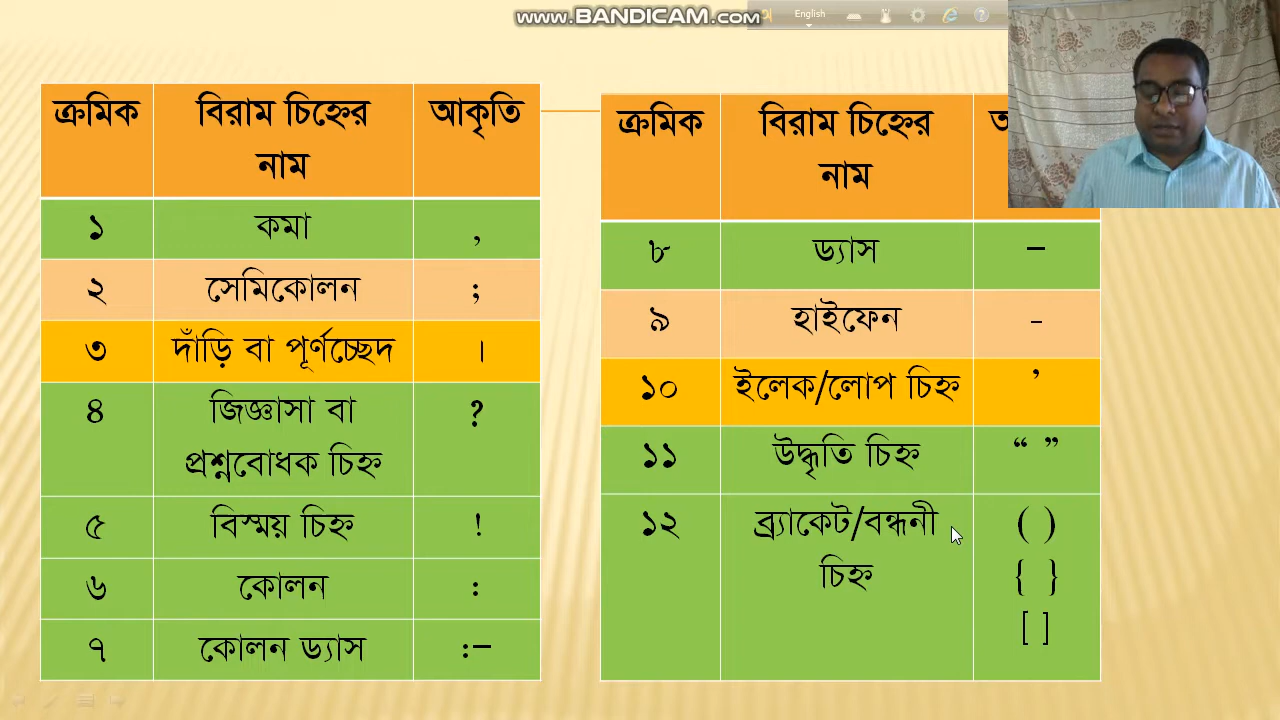 www.BANDICAM.com
English
ক্রমিক বিরাম চিহ্নের আকৃতি
নাম
১ কমা ,
২ সেমিকোলন ;
৩ দাঁড়ি বা পূর্ণচ্ছেদ ।
৪ জিজ্ঞাসা বা ?
প্রশ্নবোধক চিহ্ন
৫ বিস্ময় চিহ্ন !
৬ কোলন :
৭ কোলন ড্যাস :–
ক্রমিক বিরাম চিহ্নের
নাম
৮ ড্যাস –
৯ হাইফেন -
১০ ইলেক/লোপ চিহ্ন ’
১১ উদ্ধৃতি চিহ্ন “ ”
১২ ব্র্যাকেট/বন্ধনী ( )
চিহ্ন { }
[ ]